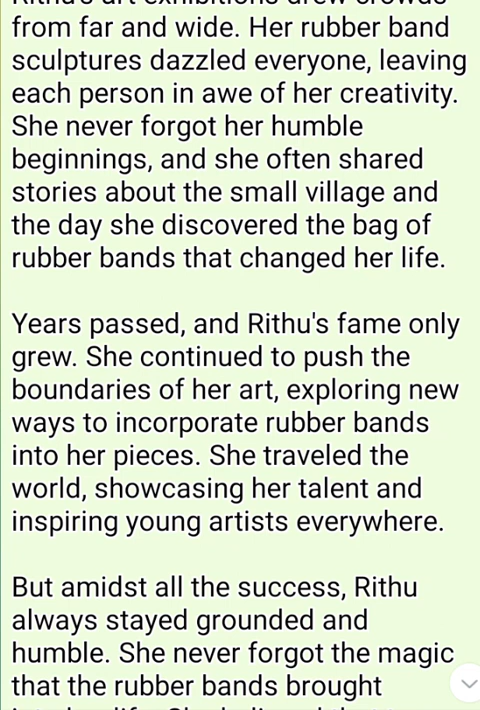 Rithu's art exhibitions drew crowds
from far and wide. Her rubber band
sculptures dazzled everyone, leaving
each person in awe of her creativity.
She never forgot her humble
beginnings, and she often shared
stories about the small village and
the day she discovered the bag of
rubber bands that changed her life.
Years passed, and Rithu's fame only
grew. She continued to push the
boundaries of her art, exploring new
ways to incorporate rubber bands
into her pieces. She traveled the
world, showcasing her talent and
inspiring young artists everywhere.
But amidst all the success, Rithu
always stayed grounded and
humble. She never forgot the magic
that the rubber bands brought